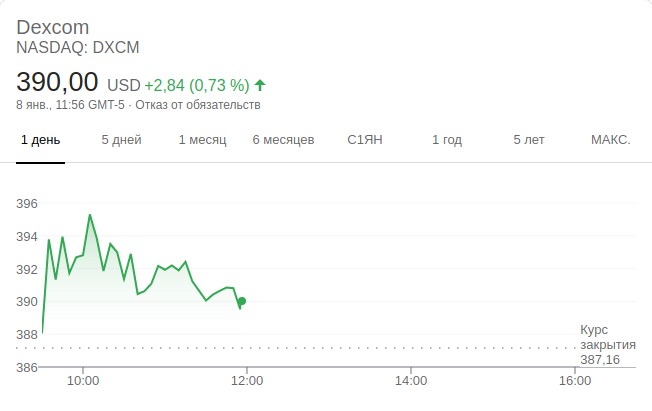 Dexcom
NASDAQ: DXCM
390,00 USD +2,84 (0,73 %)
8 янв., 11:56 GMT-5 · Отказ от обязательств
1 день 5 дней 1 месяц 6 месяцев С1ЯН 1 год 5 лет МАКС.
396
394
392
390
388
Курс
закрытия
387,16
386
10:00 12:00 14:00 16:00